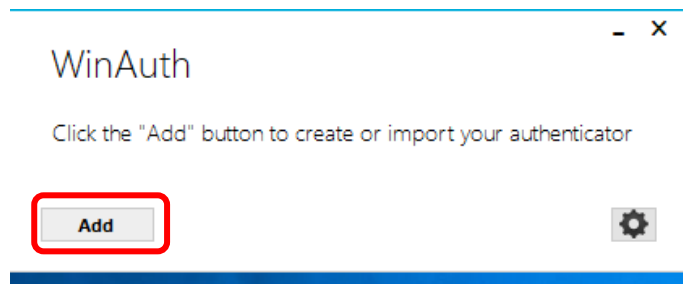 WinAuth
Click the "Add" button to create or import your authenticator
Add